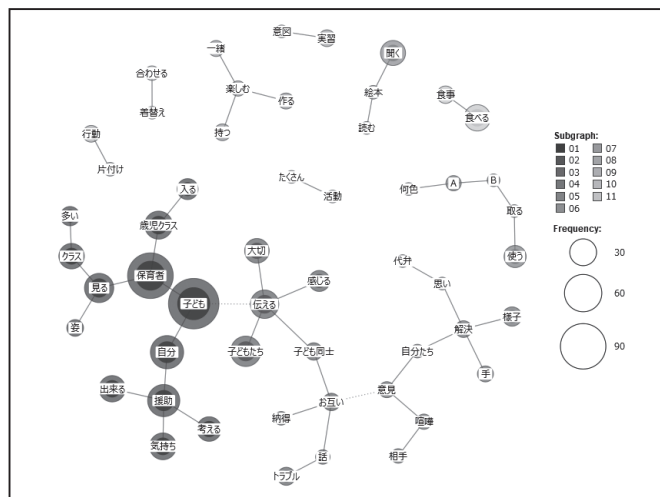 意図
実習
一緒
聞く
合わせる
楽しむ
絵本
食事
作る
着替え
食べる
読む
持つ
行動
片付け
たくさん
活動
入る
何色
A
B
取る
使う
多い
歳児クラス
クラス
大切
代弁
保育者
感じる
思い
見る
子ども
伝える
姿
様子
解決
自分
子どもたち
子ども同士
自分たち
手
出来る
援助
お互い
意見
納得
考える
喧嘩
気持ち
話
相手
トラブル
Subgraph:
01 07
02 08
03 09
04 10
05 11
06
Frequency:
30
60
90